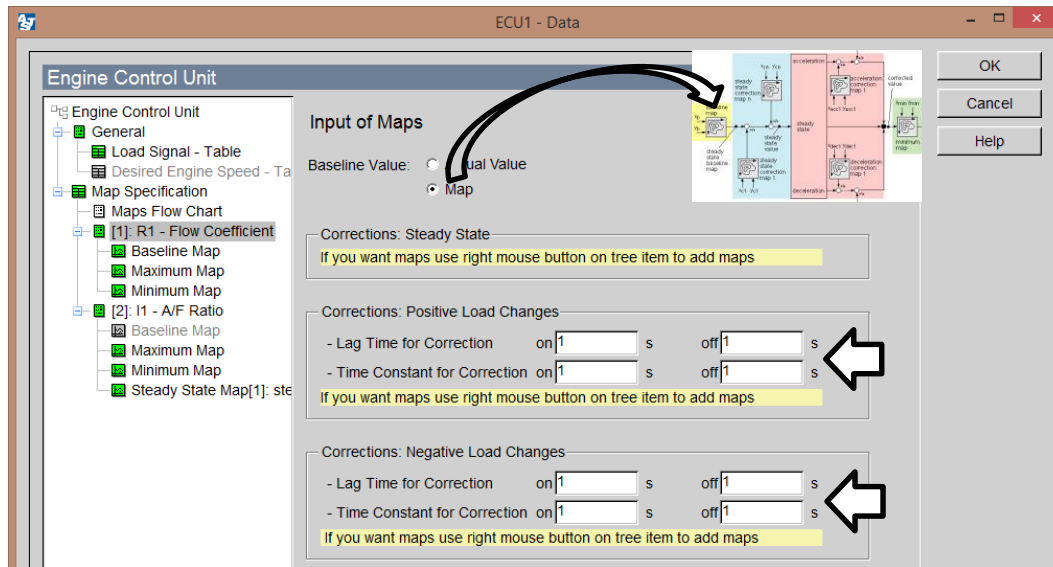 ECU1 - Data
Engine Control Unit
OK
Cancel
Help
Engine Control Unit
General
Load Signal - Table
Desired Engine Speed - Ta
Map Specification
Maps Flow Chart
[1]: R1 - Flow Coefficient
Baseline Map
Maximum Map
Minimum Map
[2]: I1 - A/F Ratio
Baseline Map
Maximum Map
Minimum Map
Steady State Map[1]: ste
Input of Maps
Baseline Value:
Value
Map
Corrections: Steady State
If you want maps use right mouse button on tree item to add maps
Corrections: Positive Load Changes
- Lag Time for Correction on 1 s off 1 s
- Time Constant for Correction on 1 s off 1 s
If you want maps use right mouse button on tree item to add maps
Corrections: Negative Load Changes
- Lag Time for Correction on 1 s off 1 s
- Time Constant for Correction on 1 s off 1 s
If you want maps use right mouse button on tree item to add maps
steady
state
correction
map n
map
steady
state
baseline
map
steady
state
correction
map 1
steady
state
value
steady
state
acceleration
acceleration
correction
map 1
deceleration
correction
map 1
deceleration
corrected
value
minimum
map